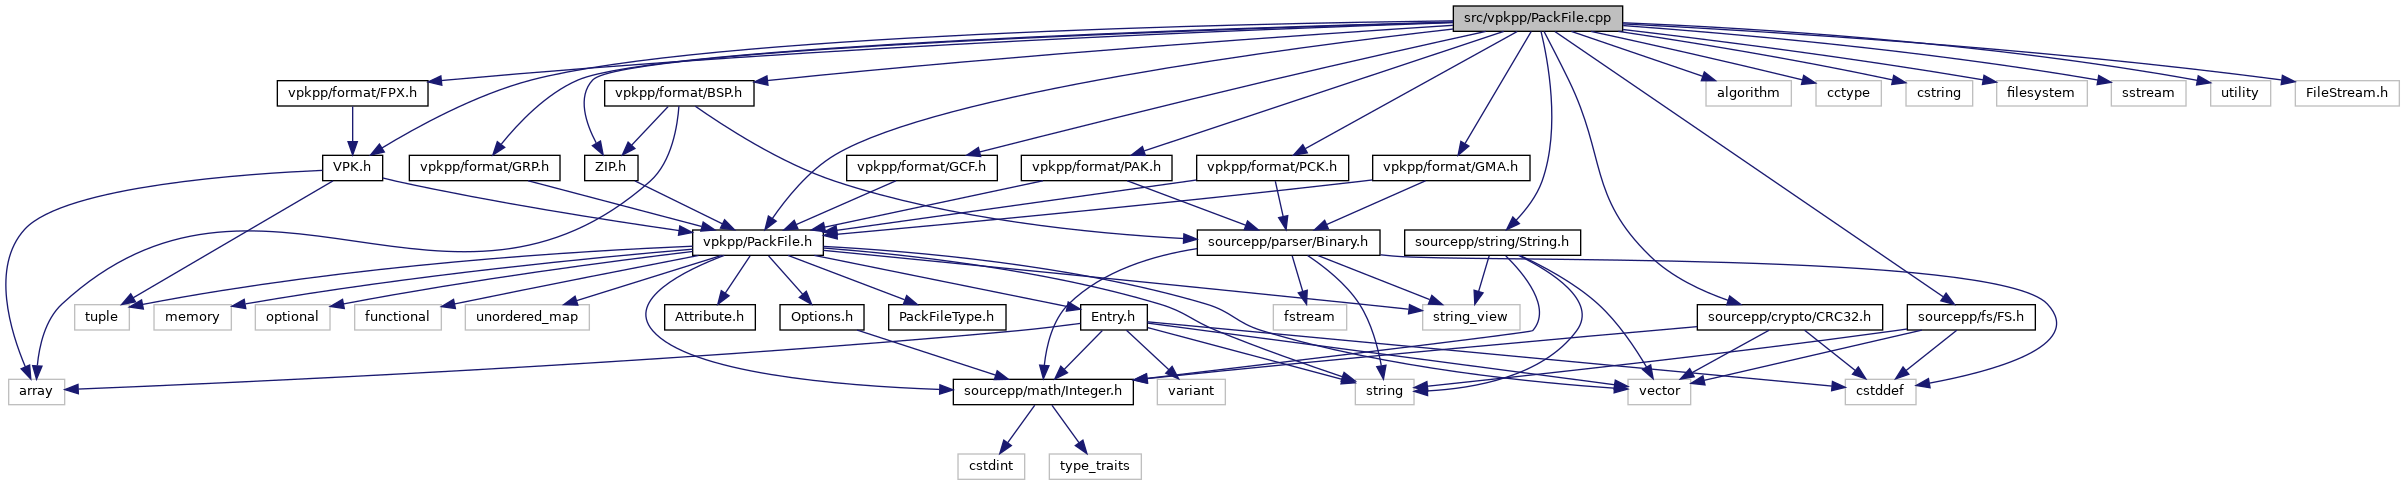 src/vpkpp/PackFile.cpp
vpkpp/format/FPX.h
vpkpp/format/BSP.h
algorithm
cctype
cstring
filesystem
sstream
utility
FileStream.h
VPK.h
vpkpp/format/GRP.h
ZIP.h
vpkpp/format/GCF.h
vpkpp/format/PAK.h
vpkpp/format/PCK.h
vpkpp/format/GMA.h
vpkpp/PackFile.h
sourcepp/parser/Binary.h
sourcepp/string/String.h
tuple
memory
optional
functional
unordered_map
Attribute.h
Options.h
PackFileType.h
Entry.h
fstream
string_view
sourcepp/crypto/CRC32.h
sourcepp/fs/FS.h
array
sourcepp/math/Integer.h
variant
string
vector
cstddef
cstdint
type_traits